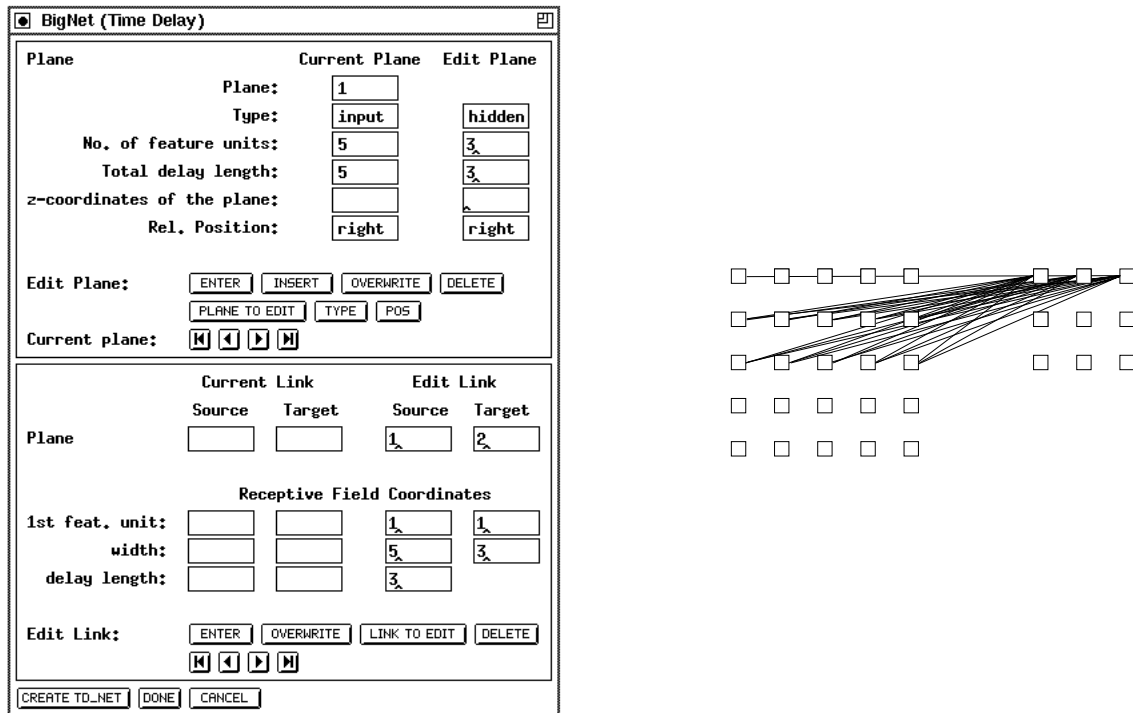 BigNet (Time Delay)
Plane Current Plane Edit Plane
Plane: 1
Type: input hidden
No. of feature units: 5 3
Total delay length: 5 3
z-coordinates of the plane:
Rel. Position: right right
Edit Plane: ENTER INSERT OVERWRITE DELETE
PLANE TO EDIT TYPE POS
Current plane:
Current Link Edit Link
Source Target Source Target
Plane 1 2
Receptive Field Coordinates
1st feat. unit: 1 1
width: 5 3
delay length: 3
Edit Link: ENTER OVERWRITE LINK TO EDIT DELETE
CREATE TD_NET DONE CANCEL